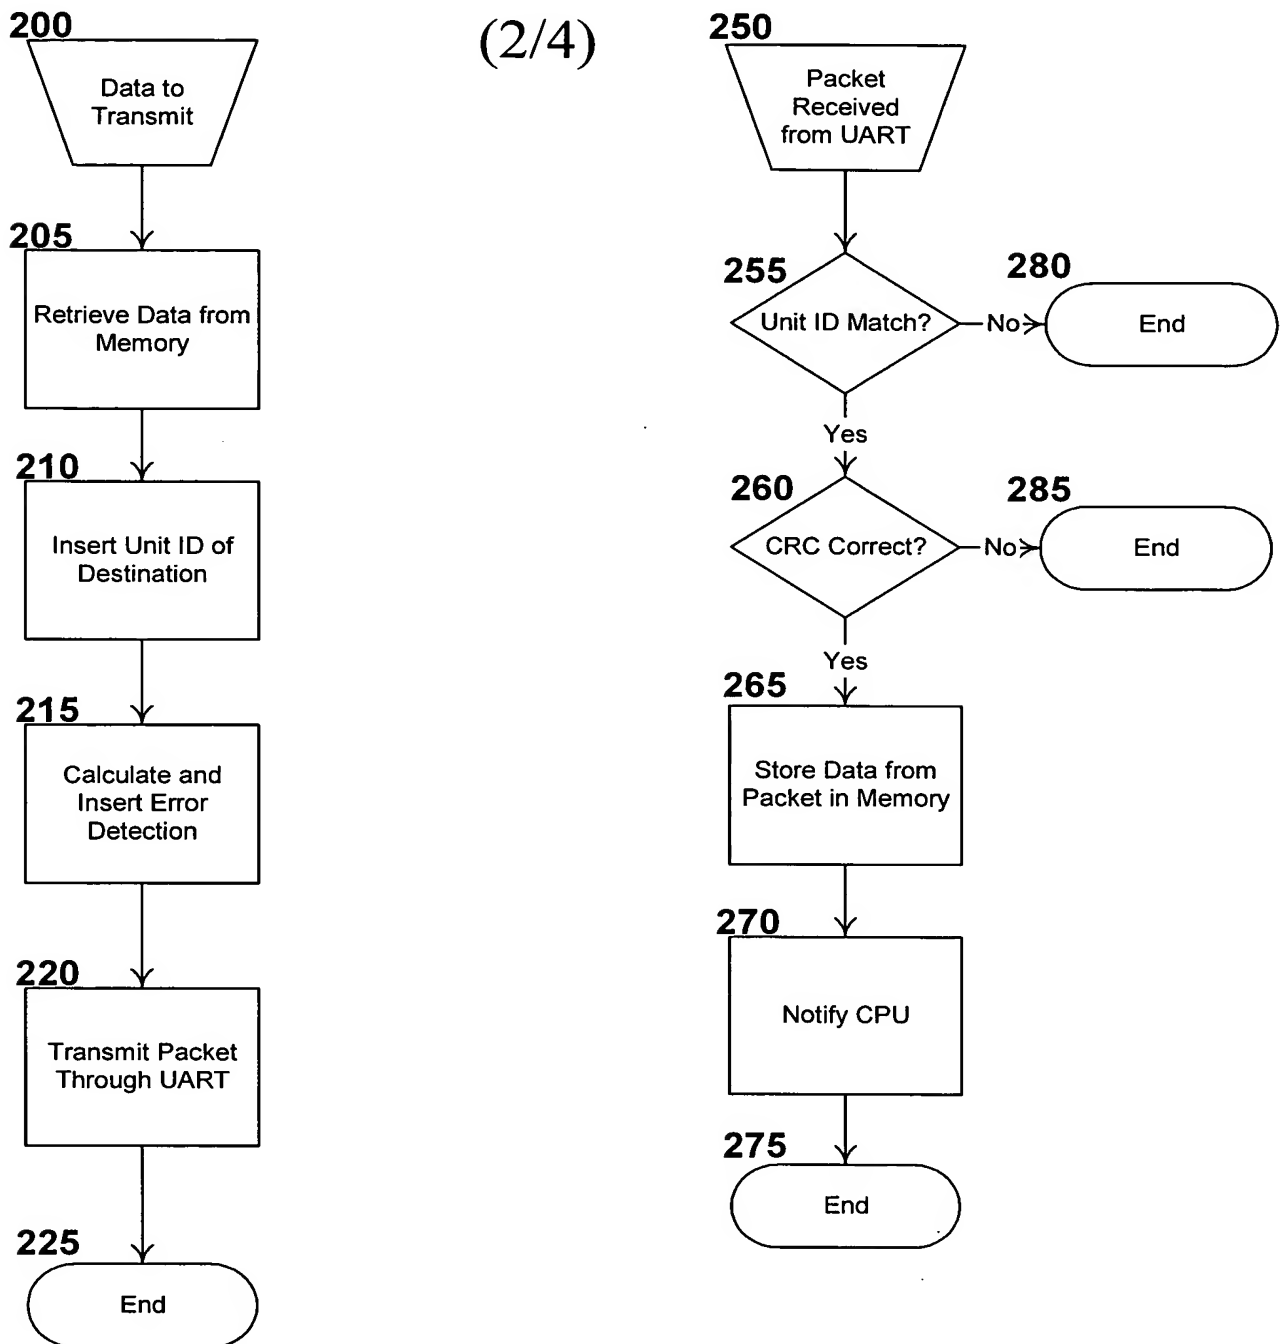 (2/4)
200
Data to
Transmit
205
Retrieve Data from
Memory
210
Insert Unit ID of
Destination
215
Calculate and
Insert Error
Detection
220
Transmit Packet
Through UART
225
End
250
Packet
Received
from UART
255
Unit ID Match?
No
280
End
Yes
260
CRC Correct?
No
285
End
Yes
265
Store Data from
Packet in Memory
270
Notify CPU
275
End